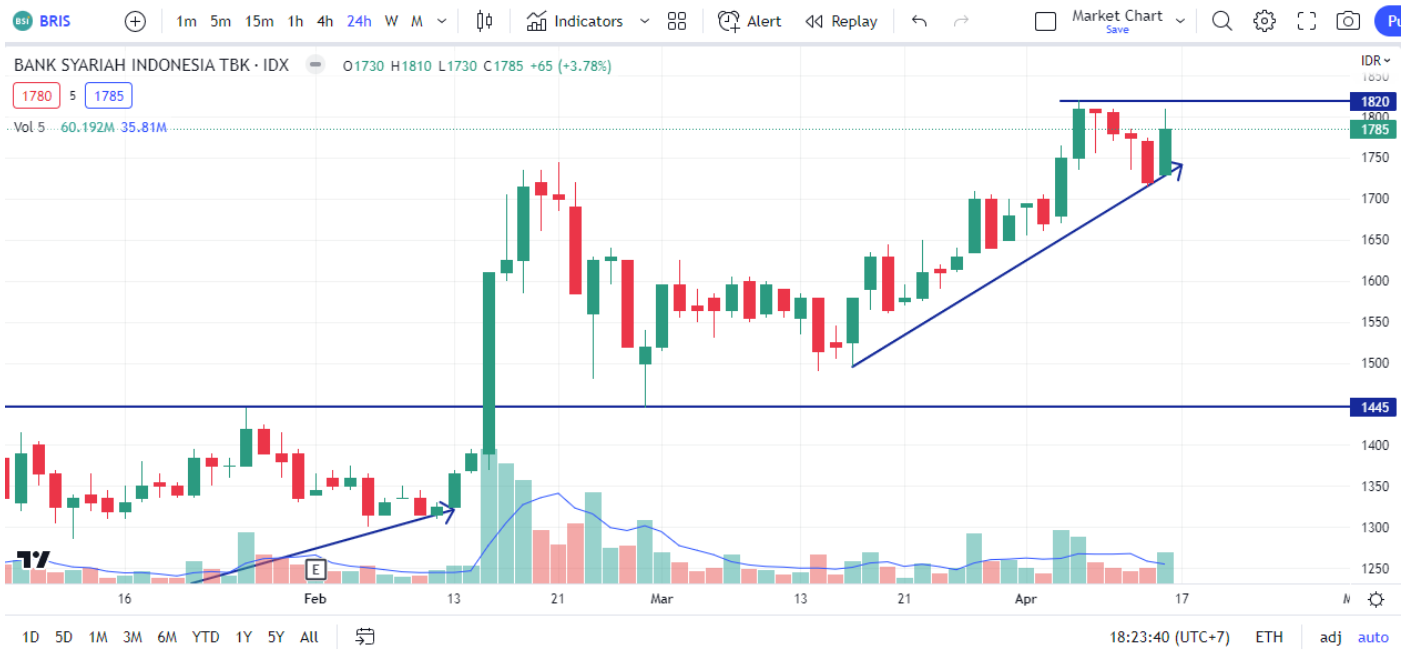 BSI BRIS 1m 5m 15m 1h 4h 24h W M Indicators Alert Replay Market Chart
Save
BANK SYARIAH INDONESIA TBK · IDX O1730 H1810 L1730 C1785 +65 (+3.78%)
IDR
1780 5 1785
Vol 5 60.192M 35.81M
1850
1820
1800
1785
1750
1700
1650
1600
1550
1500
1445
1400
1350
1300
1250
E
16 Feb 13 21 Mar 13 21 Apr 17
1D 5D 1M 3M 6M YTD 1Y 5Y All 18:23:40 (UTC+7) ETH adj auto